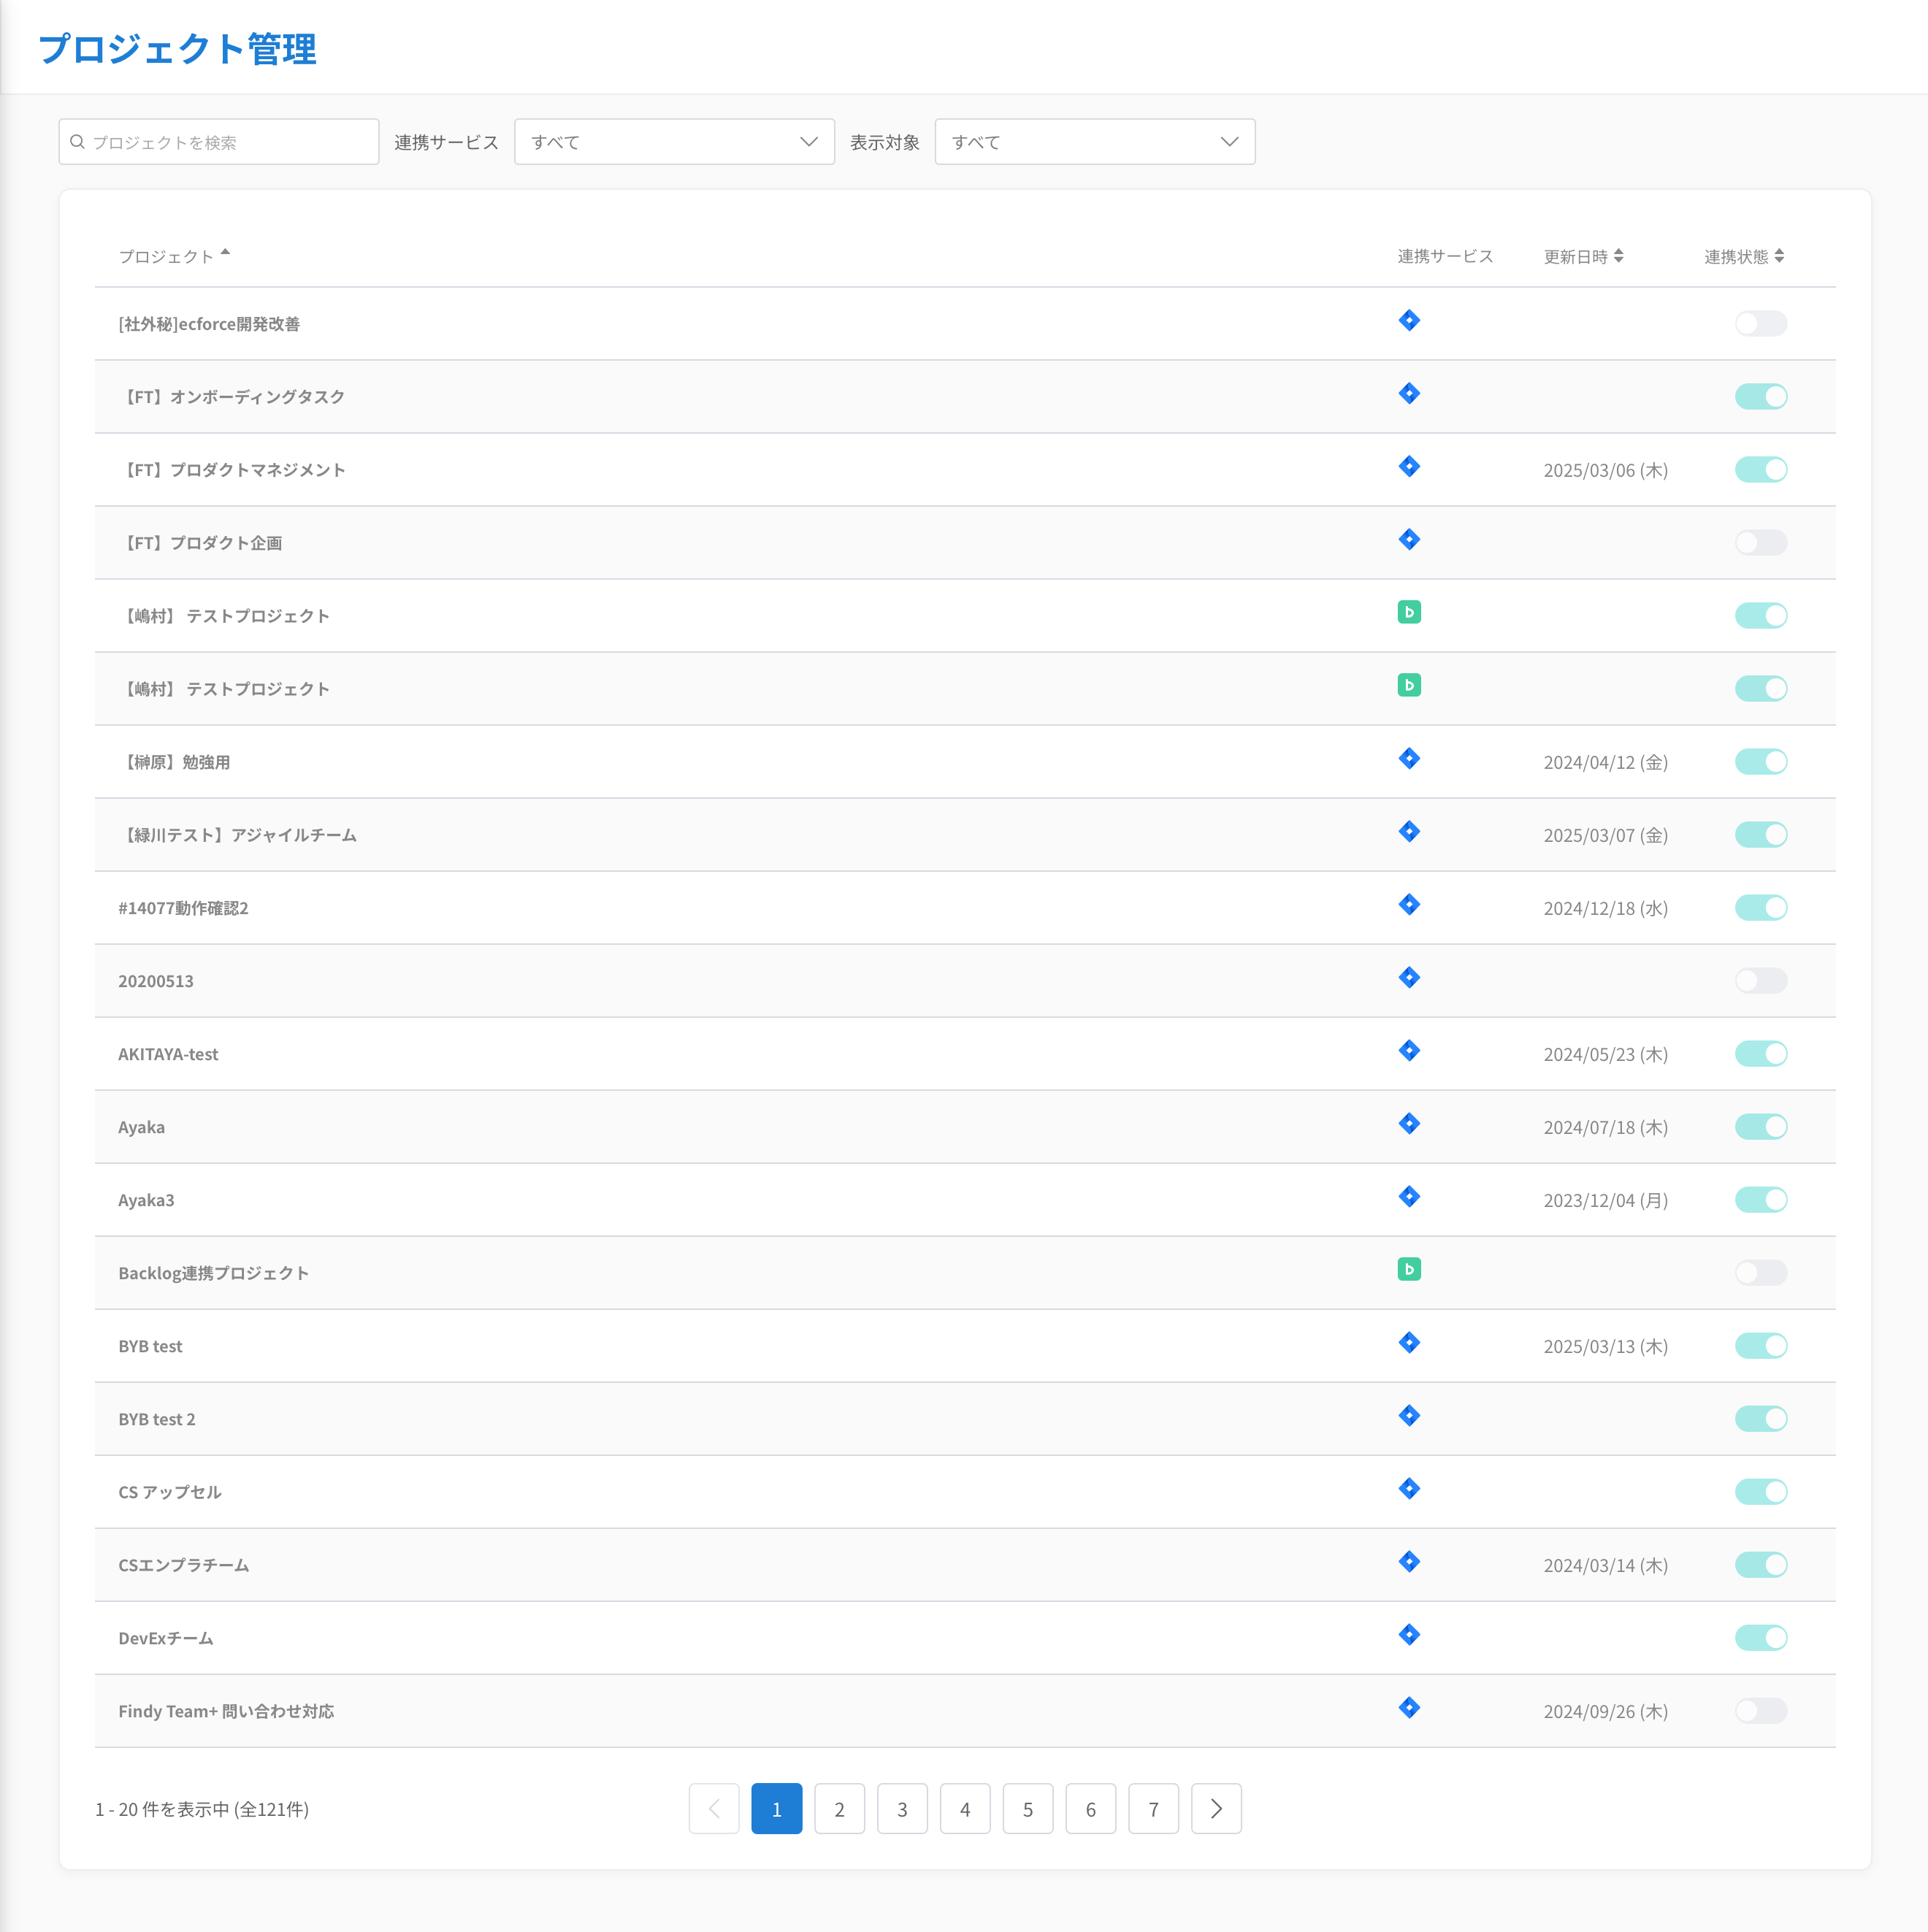 プロジェクト管理
プロジェクトを検索 連携サービス すべて 表示対象 すべて
プロジェクト 連携サービス 更新日時 連携状態
[社外秘]ecforce開発改善
【FT】オンボーディングタスク
【FT】プロダクトマネジメント 2025/03/06 (木)
【FT】プロダクト企画
【嶋村】 テストプロジェクト
【嶋村】 テストプロジェクト
【榊原】勉強用 2024/04/12 (金)
【緑川テスト】アジャイルチーム 2025/03/07 (金)
#14077動作確認2 2024/12/18 (水)
20200513
AKITAYA-test 2024/05/23 (木)
Ayaka 2024/07/18 (木)
Ayaka3 2023/12/04 (月)
Backlog連携プロジェクト
BYB test 2025/03/13 (木)
BYB test 2
CS アップセル
CSエンプラチーム 2024/03/14 (木)
DevExチーム
Findy Team+ 問い合わせ対応 2024/09/26 (木)
1 - 20 件を表示中 (全121件) 1 2 3 4 5 6 7